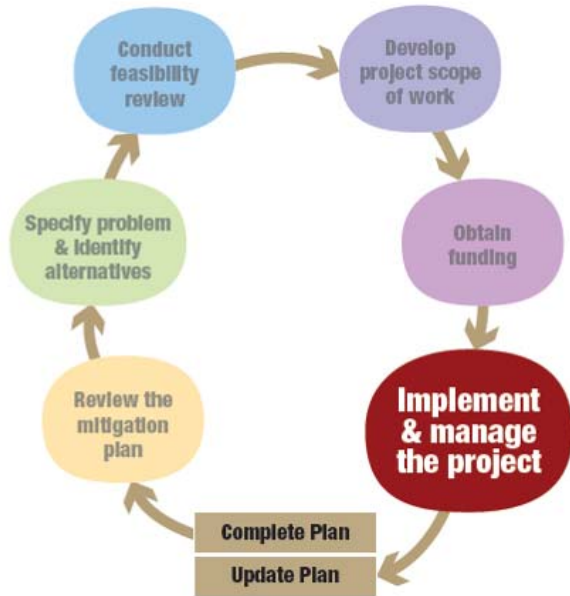 Conduct
feasibility
review
Develop
project scope
of work
Specify problem
& identify
alternatives
Obtain
funding
Review the
mitigation
plan
Implement
& manage
the project
Complete Plan
Update Plan